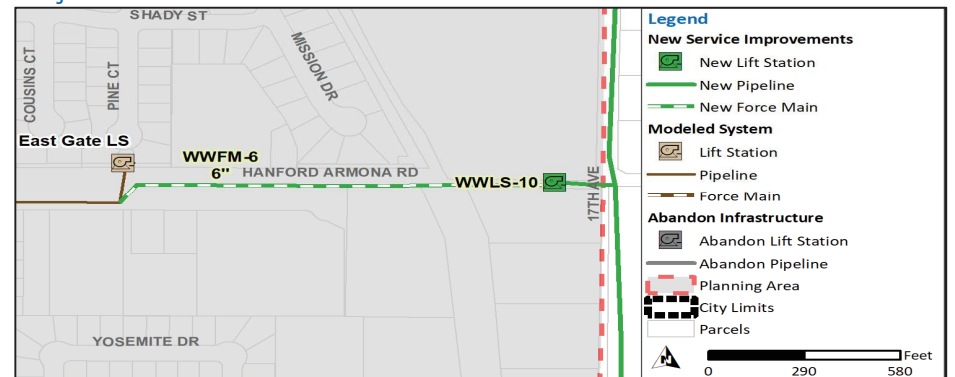 SHADY ST
COUSINS CT
PINE CT
MISSION DR
East Gate LS
WWFM-6
6"
HANFORD ARMONA RD
WWLS-10
17TH AVE
YOSEMITE DR
Legend
New Service Improvements
New Lift Station
New Pipeline
New Force Main
Modeled System
Lift Station
Pipeline
Force Main
Abandon Infrastructure
Abandon Lift Station
Abandon Pipeline
Planning Area
City Limits
Parcels
N
Feet
0 290 580